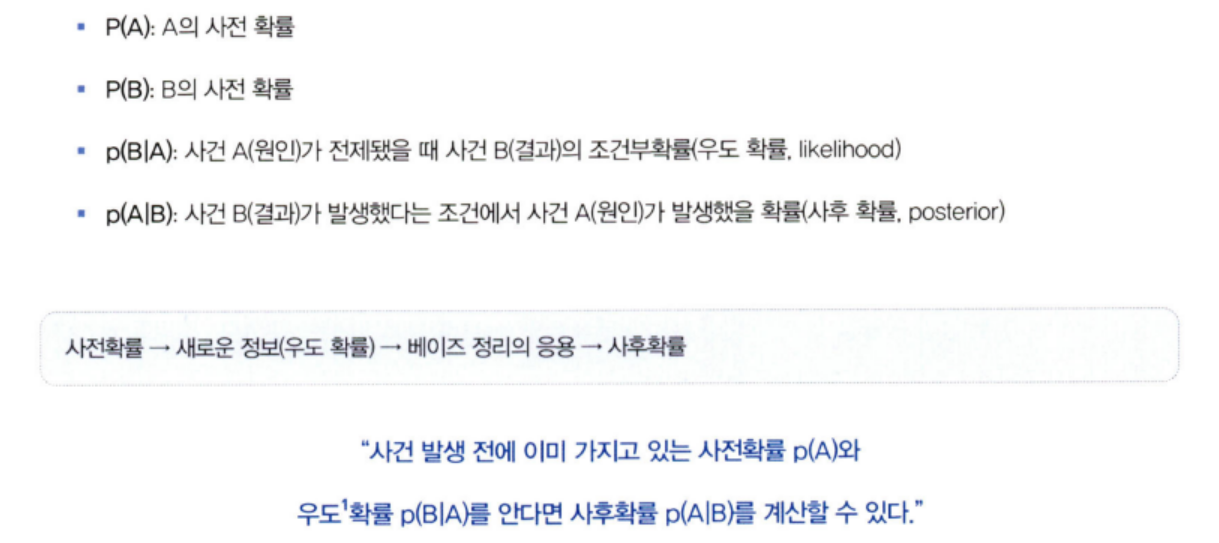 ▪ P(A): A의 사전 확률
▪ P(B): B의 사전 확률
▪ p(B|A): 사건 A(원인)가 전제됐을 때 사건 B(결과)의 조건부확률(우도 확률, likelihood)
▪ p(A|B): 사건 B(결과)가 발생했다는 조건에서 사건 A(원인)가 발생했을 확률(사후 확률, posterior)
사전확률 → 새로운 정보(우도 확률) → 베이즈 정리의 응용 → 사후확률
“사건 발생 전에 이미 가지고 있는 사전확률 p(A)와
우도¹확률 p(B|A)를 안다면 사후확률 p(A|B)를 계산할 수 있다.”